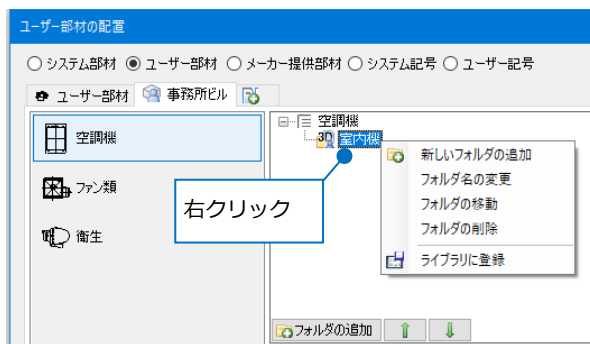 ユーザー部材の配置
システム部材 ユーザー部材 メーカー提供部材 システム記号 ユーザー記号
ユーザー部材 事務所ビル
空調機
ファン類
衛生
空調機
3D 室内機
右クリック
新しいフォルダの追加
フォルダ名の変更
フォルダの移動
フォルダの削除
ライブラリに登録
フォルダの追加